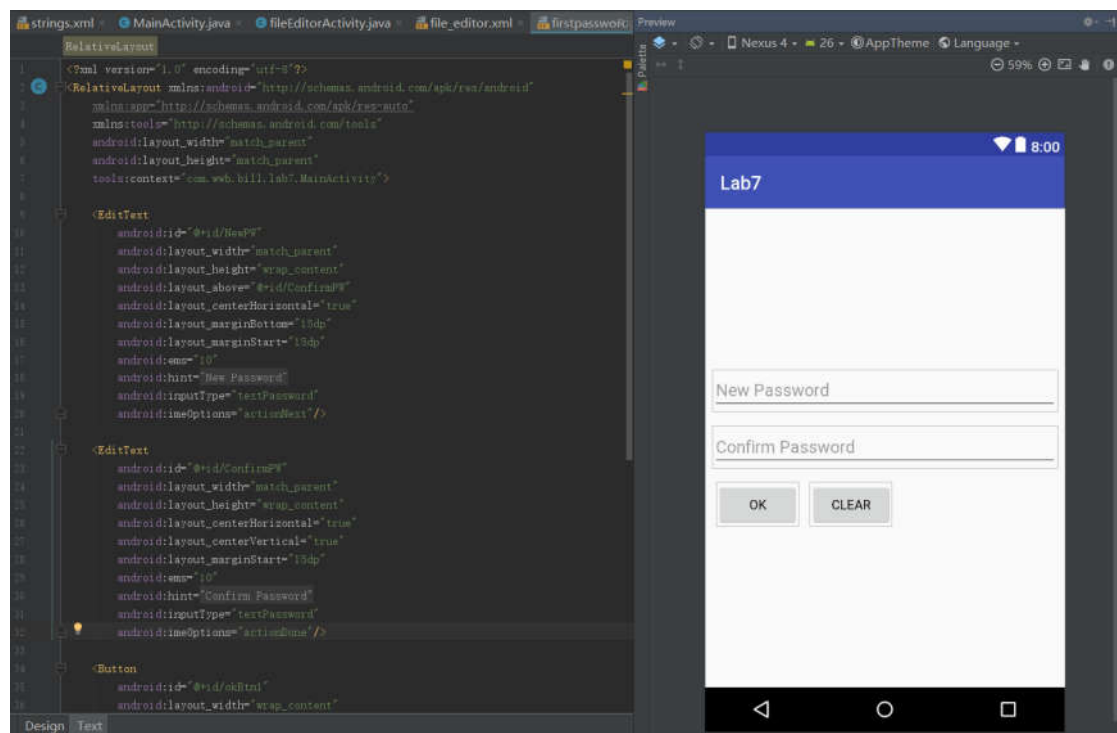 strings.xml MainActivity.java fileEditorActivity.java file_editor.xml firstpassword
RelativeLayout
<?xml version="1.0" encoding="utf-8"?>
<RelativeLayout xmlns:android="http://schemas.android.com/apk/res/android"
xmlns:app="http://schemas.android.com/apk/res-auto"
xmlns:tools="http://schemas.android.com/tools"
android:layout_width="match_parent"
android:layout_height="match_parent"
tools:context="com.wwb.bill.lab7.MainActivity">
<EditText
android:id="@+id/NewPW"
android:layout_width="match_parent"
android:layout_height="wrap_content"
android:layout_above="@+id/ConfirmPW"
android:layout_centerHorizontal="true"
android:layout_marginBottom="15dp"
android:layout_marginStart="15dp"
android:ems="10"
android:hint="New Password"
android:inputType="textPassword"
android:imeOptions="actionNext"/>
<EditText
android:id="@+id/ConfirmPW"
android:layout_width="match_parent"
android:layout_height="wrap_content"
android:layout_centerHorizontal="true"
android:layout_centerVertical="true"
android:layout_marginStart="15dp"
android:ems="10"
android:hint="Confirm Password"
android:inputType="textPassword"
android:imeOptions="actionDone"/>
<Button
android:id="@+id/okBtn1"
android:layout_width="wrap_content"
Design Text
Preview
Palette
Nexus 4 26 AppTheme Language
59%
8:00
Lab7
New Password
Confirm Password
OK CLEAR